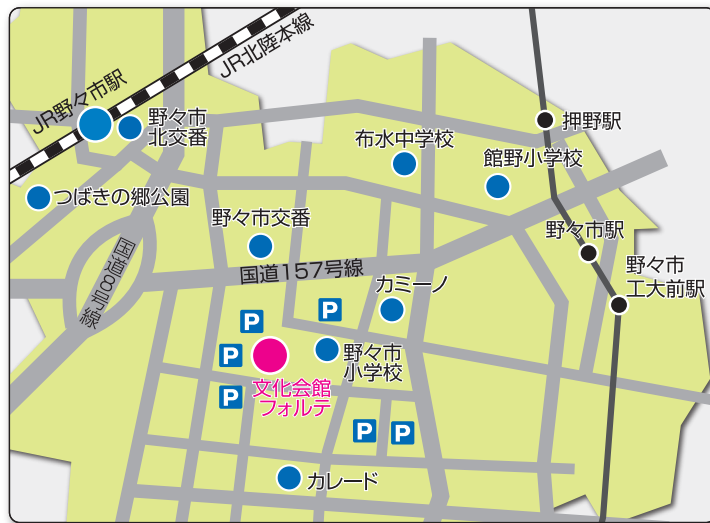 JR北陸本線
JR野々市駅
野々市
北交番
押野駅
布水中学校
館野小学校
つばきの郷公園
野々市交番
野々市駅
国道8号線
国道157号線
野々市
工大前駅
カミーノ
P
P
P
野々市
小学校
文化会館
フォルテ
P
P
P
カレード